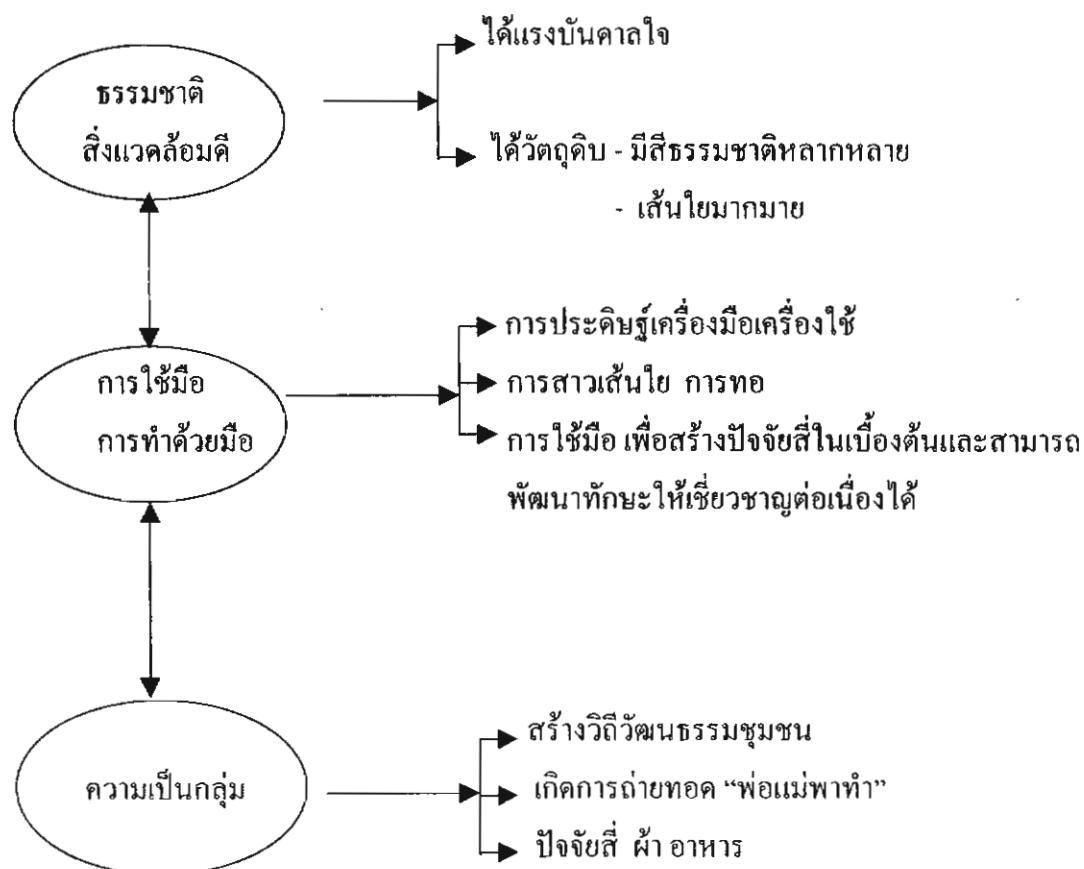 ได้แรงบันดาลใจ
ธรรมชาติ
สิ่งแวดล้อมดี
ได้วัตถุดิบ - มีสีธรรมชาติหลากหลาย
- เส้นใยมากมาย
การประดิษฐ์เครื่องมือเครื่องใช้
การใช้มือ
การสาวเส้นใย การทอ
การทำด้วยมือ
การใช้มือ เพื่อสร้างปัจจัยสี่ในเบื้องต้นและสามารถ
พัฒนาทักษะให้เชี่ยวชาญต่อเนื่องได้
สร้างวิถีวัฒนธรรมชุมชน
ความเป็นกลุ่ม
เกิดการถ่ายทอด “พ่อแม่พาทำ”
ปัจจัยสี่ ผ้า อาหาร